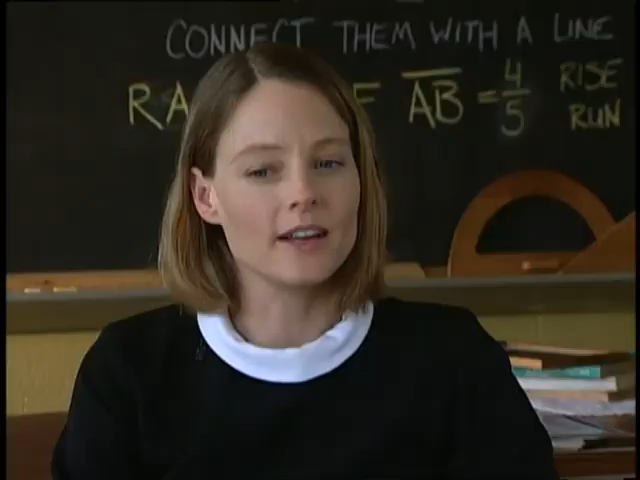 CONNECT THEM WITH A LINE
RA F AB = 4/5 RISE
RUN